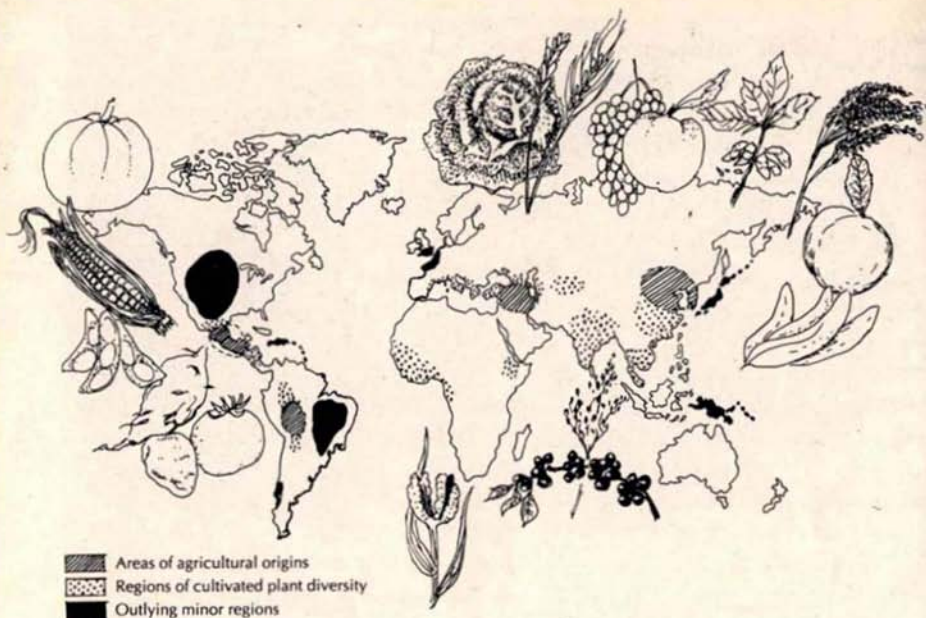 Areas of agricultural origins
Regions of cultivated plant diversity
Outlying minor regions